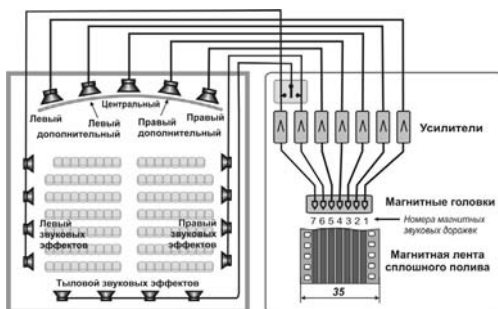 Левый
Левый
дополнительный
Центральный
Правый
дополнительный
Правый
Левый
звуковых
эффектов
Правый
звуковых
эффектов
Тыловой звуковых эффектов
Усилители
Магнитные головки
7 6 5 4 3 2 1
Номера магнитных
звуковых дорожек
Магнитная лента
сплошного полива
35